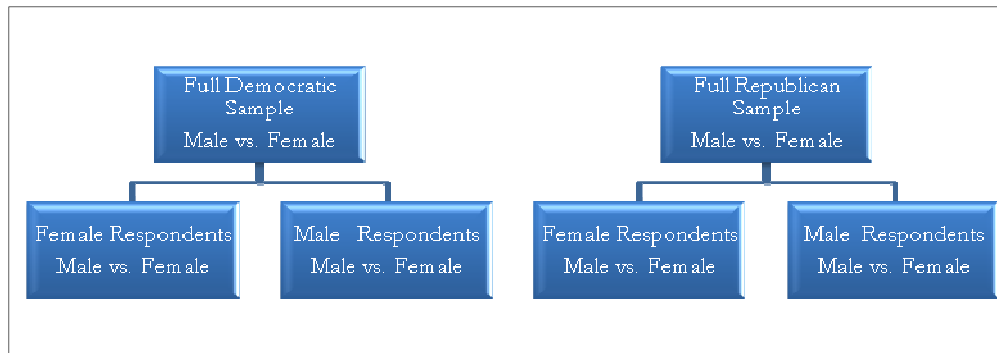 Full Democratic
Sample
Male vs. Female
Full Republican
Sample
Male vs. Female
Female Respondents
Male vs. Female
Male Respondents
Male vs. Female
Female Respondents
Male vs. Female
Male Respondents
Male vs. Female